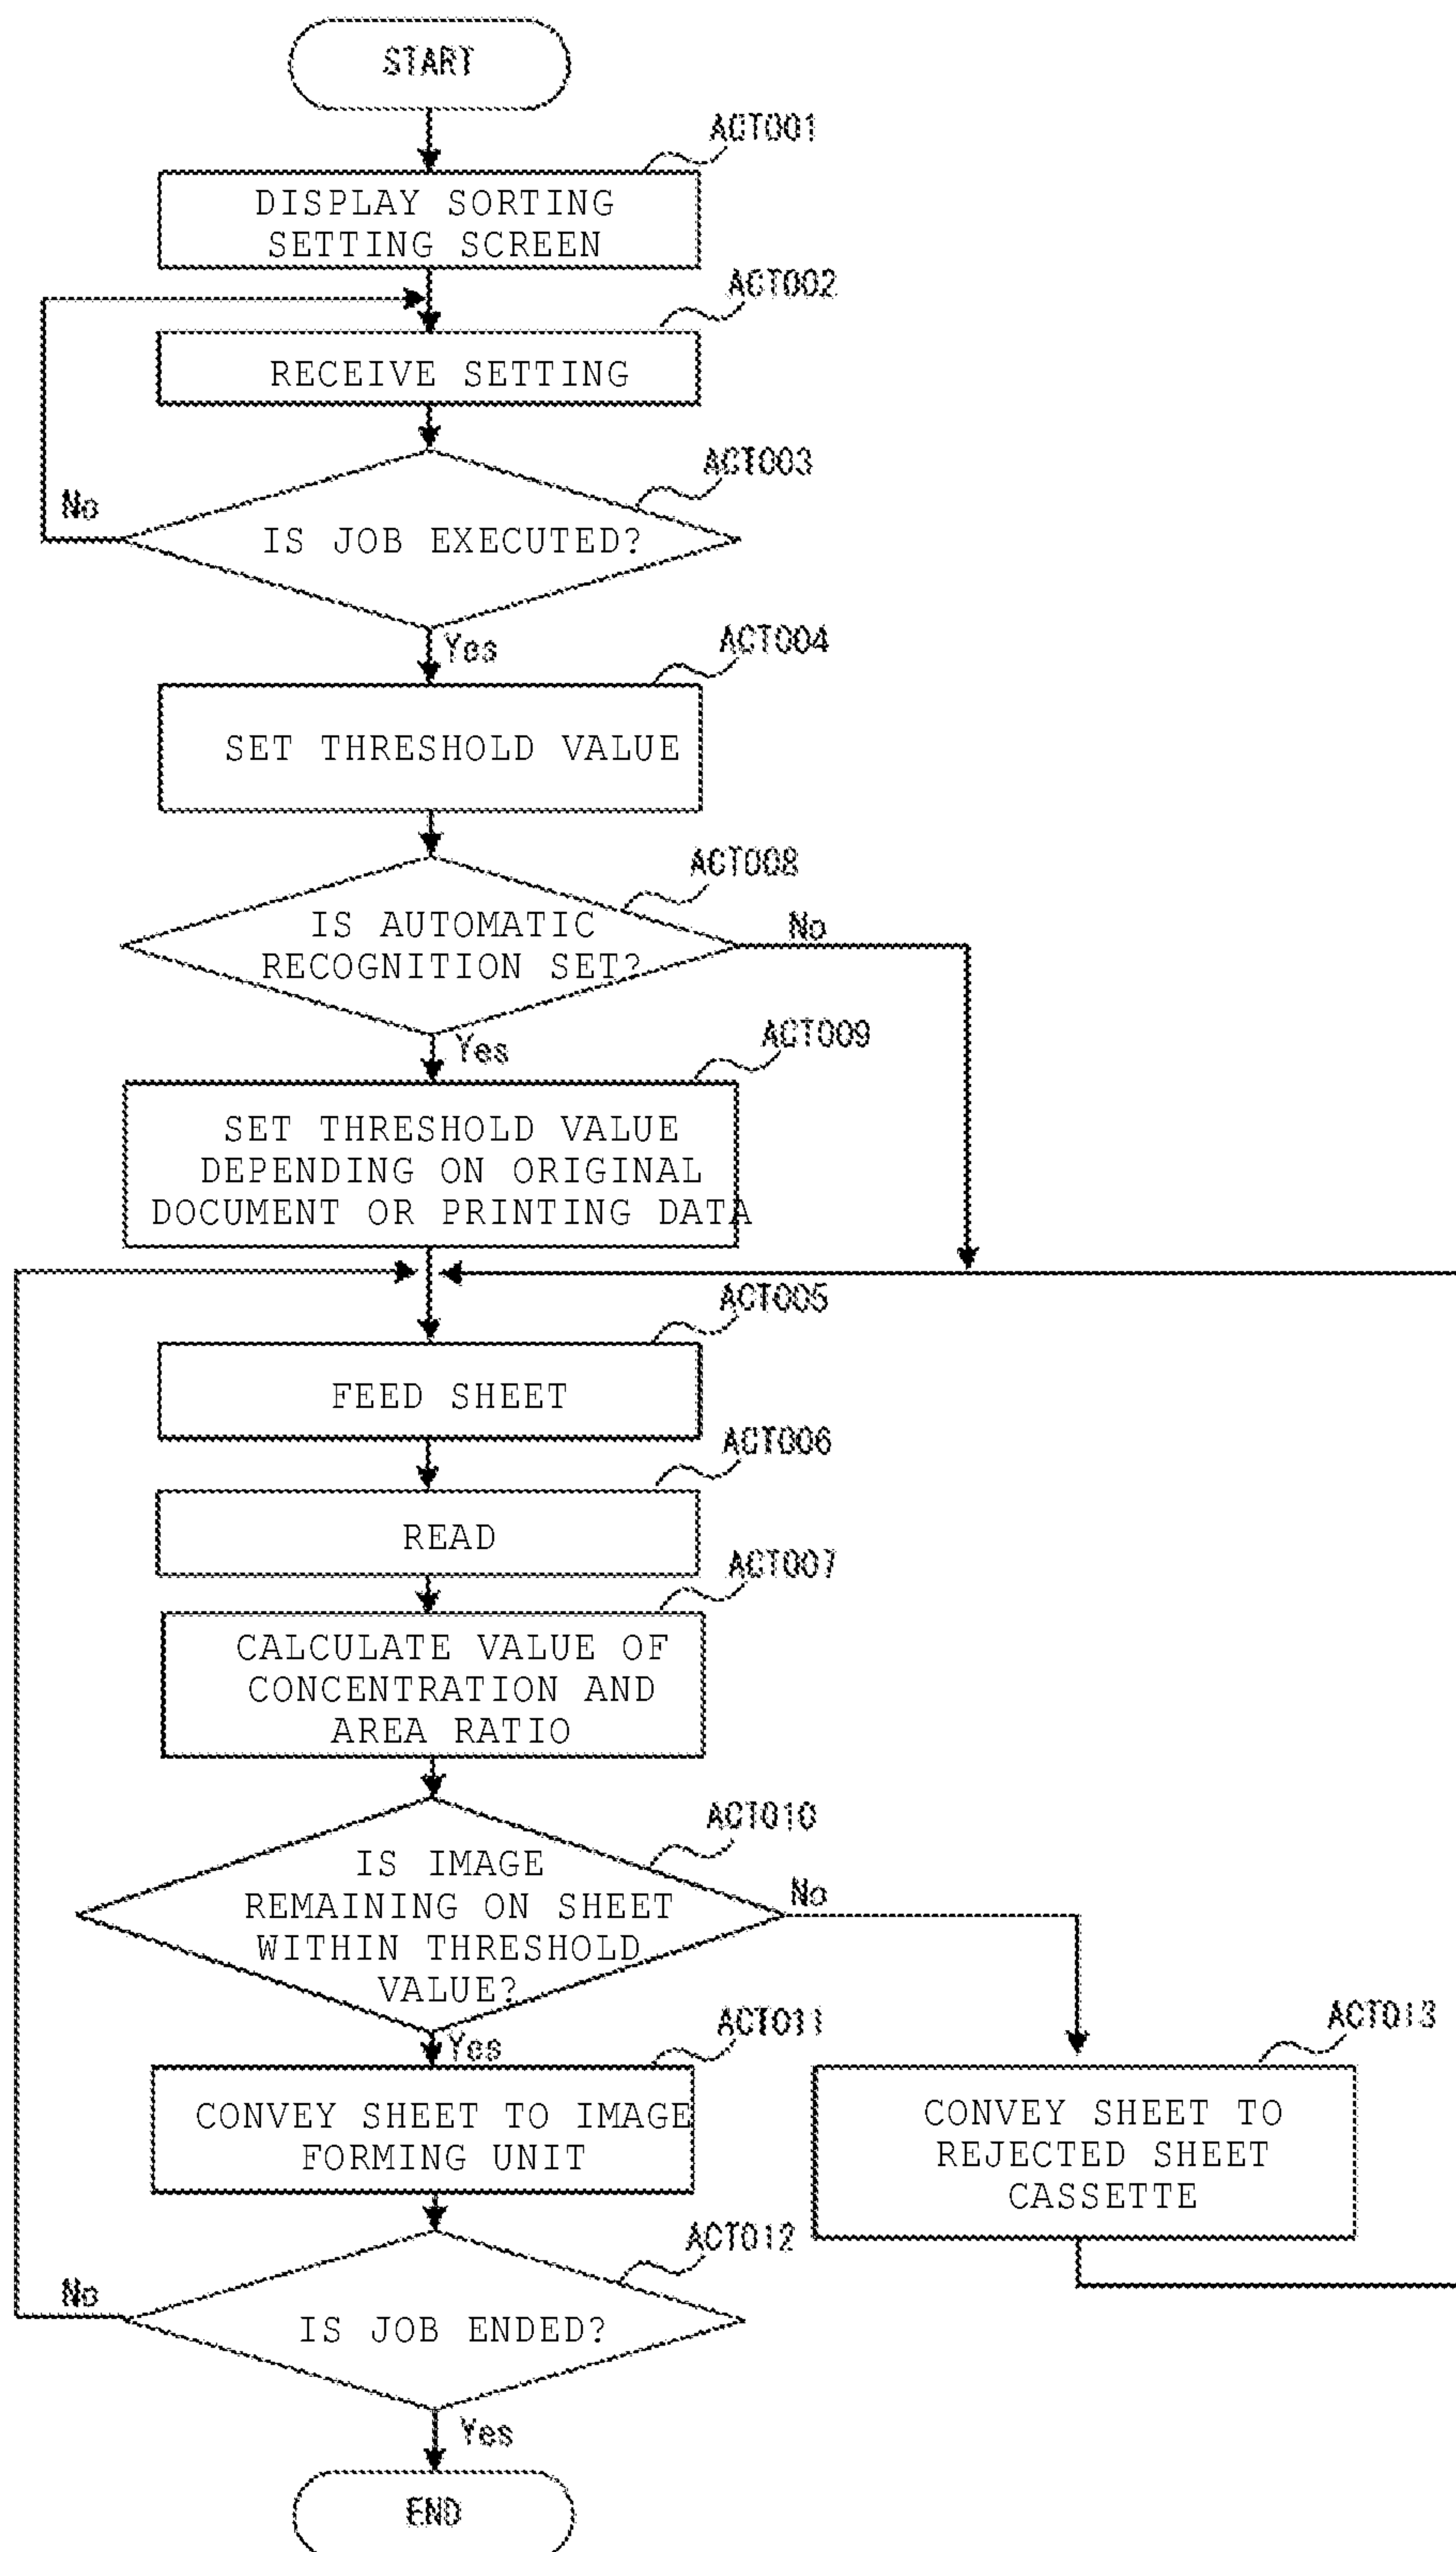 START
ACT001
DISPLAY SORTING
SETTING SCREEN
ACT002
RECEIVE SETTING
ACT003
No
IS JOB EXECUTED?
Yes
ACT004
SET THRESHOLD VALUE
ACT008
IS AUTOMATIC
RECOGNITION SET?
No
Yes
ACT009
SET THRESHOLD VALUE
DEPENDING ON ORIGINAL
DOCUMENT OR PRINTING DATA
ACT005
FEED SHEET
ACT006
READ
ACT007
CALCULATE VALUE OF
CONCENTRATION AND
AREA RATIO
ACT010
IS IMAGE
REMAINING ON SHEET
WITHIN THRESHOLD
VALUE?
No
Yes
ACT011
CONVEY SHEET TO IMAGE
FORMING UNIT
ACT013
CONVEY SHEET TO
REJECTED SHEET
CASSETTE
ACT012
No
IS JOB ENDED?
Yes
END